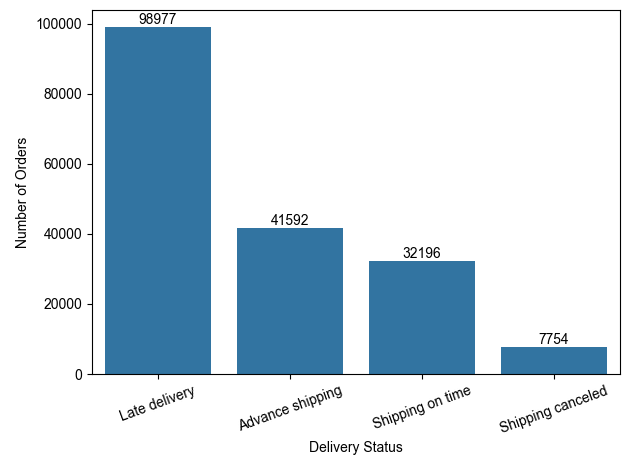 98977
41592
32196
7754
100000
80000
60000
40000
20000
0
Number of Orders
Late delivery
Advance shipping
Shipping on time
Shipping canceled
Delivery Status